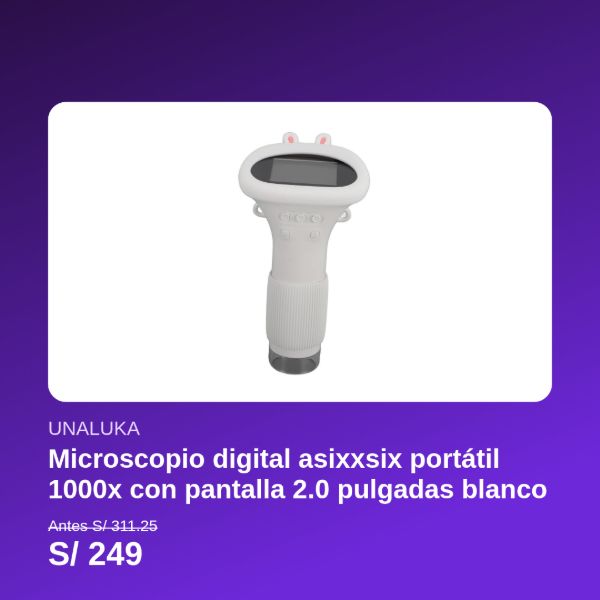 UNALUKA
Microscopio digital asixxsix portátil
1000x con pantalla 2.0 pulgadas blanco
Antes S/ 311.25
S/ 249